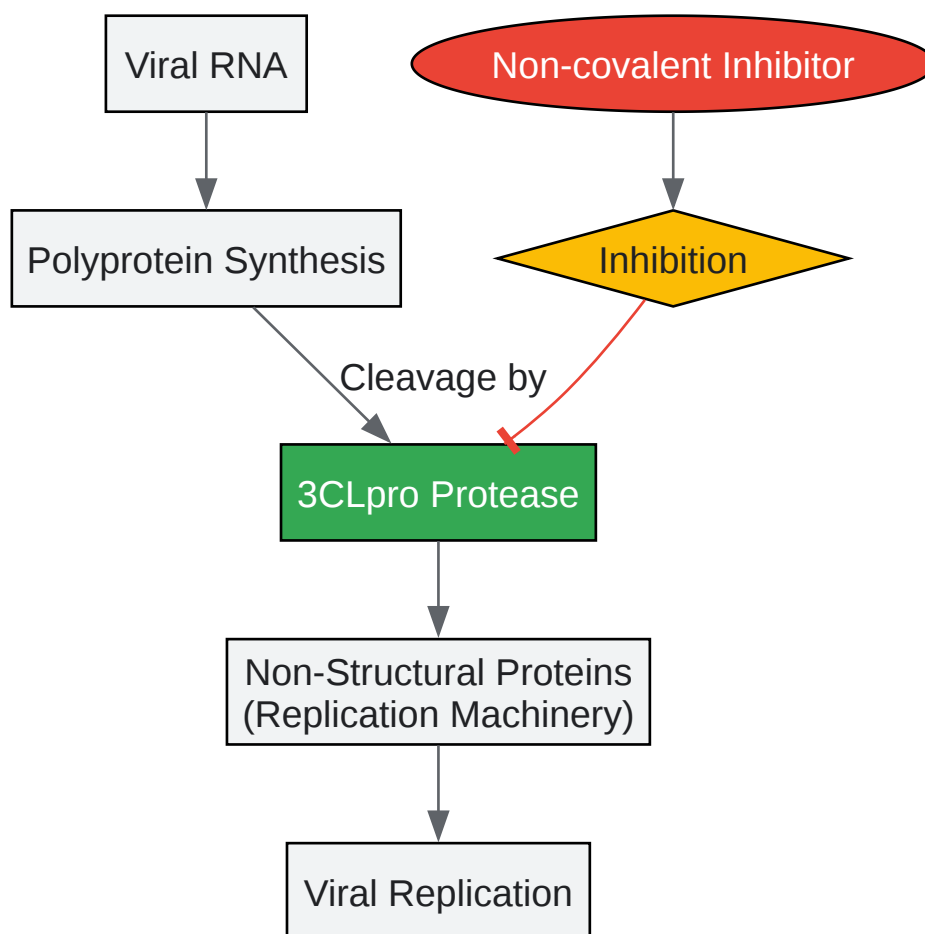 Viral RNA
Non-covalent Inhibitor
Polyprotein Synthesis
Inhibition
Cleavage by
3CLpro Protease
Non-Structural Proteins
(Replication Machinery)
Viral Replication